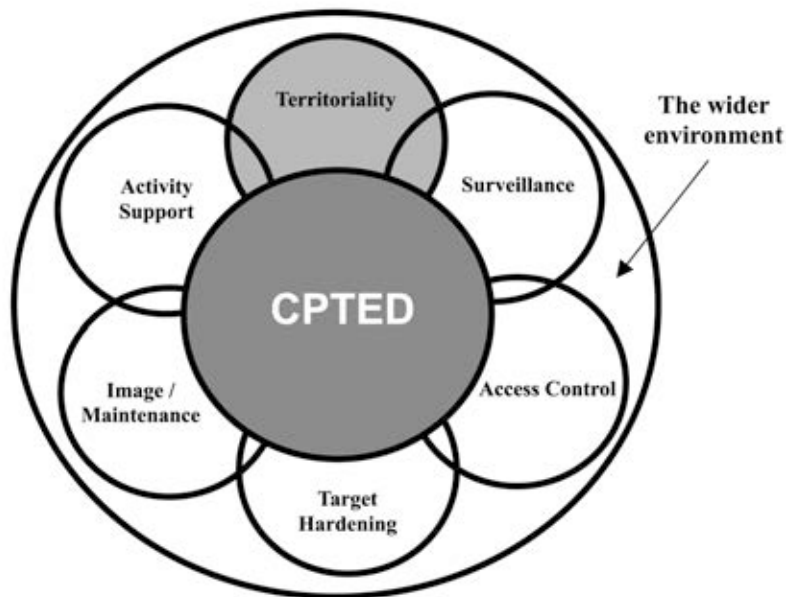 Territoriality
The wider
environment
Activity
Support
Surveillance
CPTED
Image /
Maintenance
Access Control
Target
Hardening